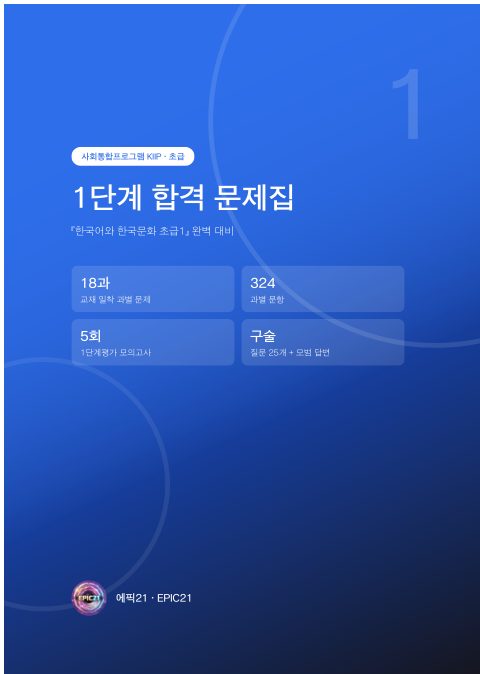 1
사회통합프로그램 KIIP · 초급
1단계 합격 문제집
『한국어와 한국문화 초급1』 완벽 대비
18과
교재 일착 과별 문제
324
과별 문항
5회
1단계평가 모의고사
구술
질문 25개 + 모범 답변
EPIC21
에픽21 · EPIC21